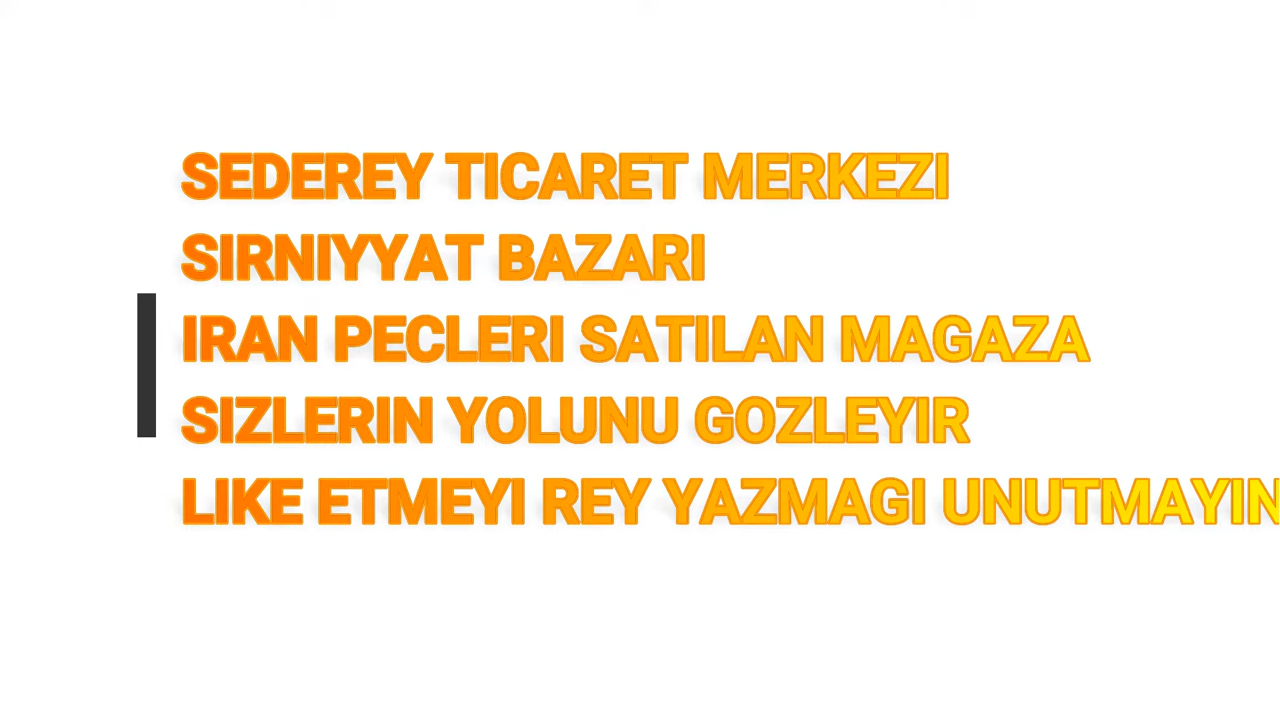 SEDEREY TICARET MERKEZI
SIRNIYYAT BAZARI
IRAN PECLERI SATILAN MAGAZA
SIZLERIN YOLUNU GOZLEYIR
LIKE ETMEYI REY YAZMAGI UNUTMAYIN